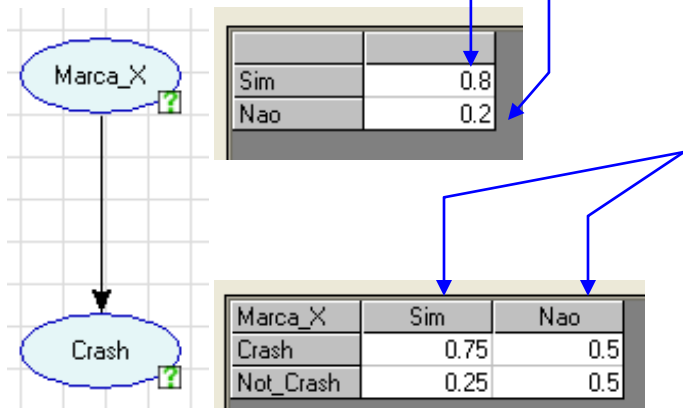 Marca_X
?
Sim 0.8
Nao 0.2
Marca_X Sim Nao
Crash 0.75 0.5
Not_Crash 0.25 0.5
Crash
?